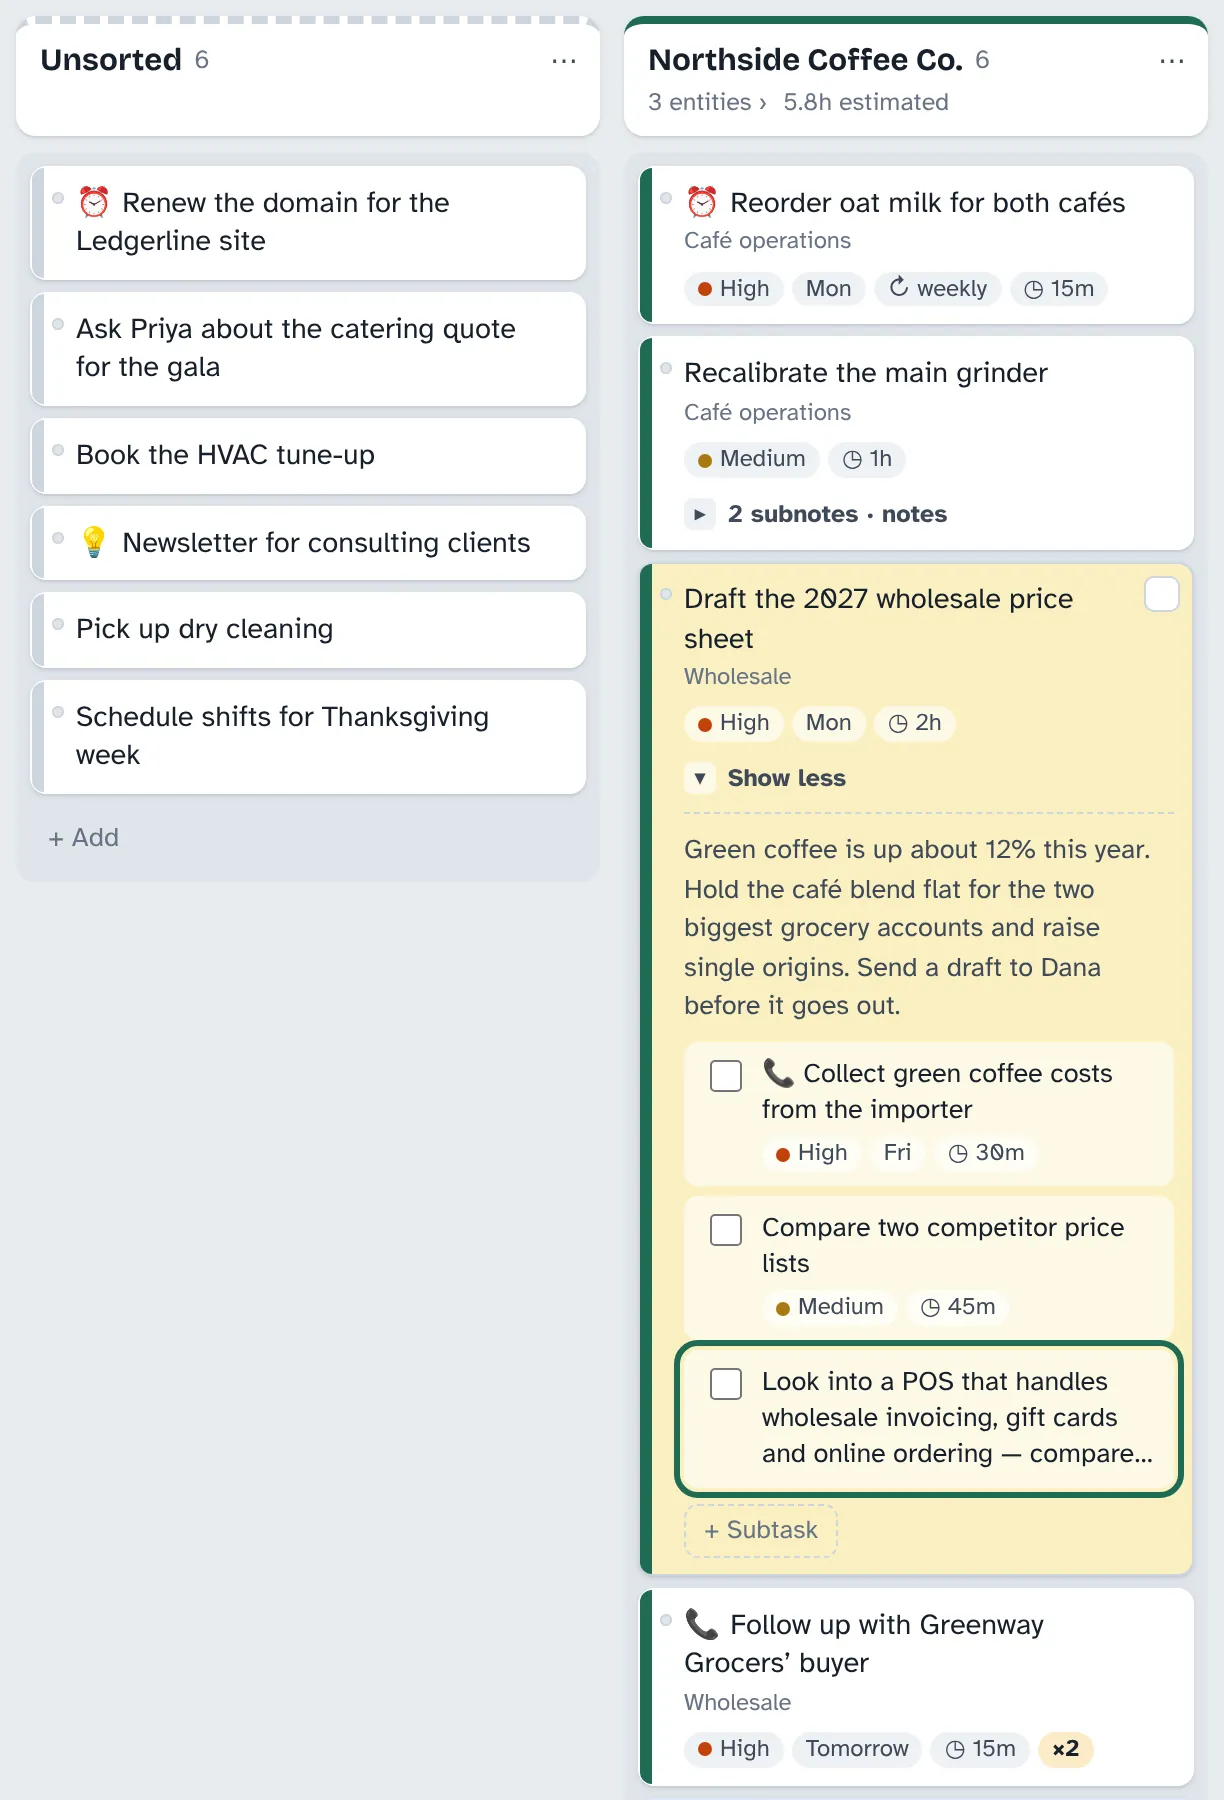 Unsorted 6 ...
⏰ Renew the domain for the
Ledgerline site
Ask Priya about the catering quote
for the gala
Book the HVAC tune-up
💡 Newsletter for consulting clients
Pick up dry cleaning
Schedule shifts for Thanksgiving
week
+ Add
Northside Coffee Co. 6 ...
3 entities › 5.8h estimated
⏰ Reorder oat milk for both cafés
Café operations
High Mon weekly 15m
Recalibrate the main grinder
Café operations
Medium 1h
▸ 2 subnotes · notes
Draft the 2027 wholesale price
sheet
Wholesale
High Mon 2h
▾ Show less
Green coffee is up about 12% this year.
Hold the café blend flat for the two
biggest grocery accounts and raise
single origins. Send a draft to Dana
before it goes out.
📞 Collect green coffee costs
from the importer
High Fri 30m
Compare two competitor price
lists
Medium 45m
Look into a POS that handles
wholesale invoicing, gift cards
and online ordering — compare...
+ Subtask
📞 Follow up with Greenway
Grocers’ buyer
Wholesale
High Tomorrow 15m ×2